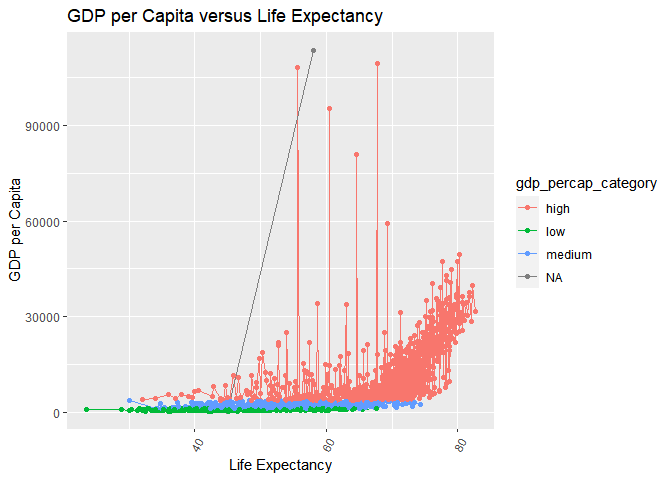 GDP per Capita versus Life Expectancy
GDP per Capita
90000
60000
30000
0
40
60
80
Life Expectancy
gdp_percap_category
high
low
medium
NA